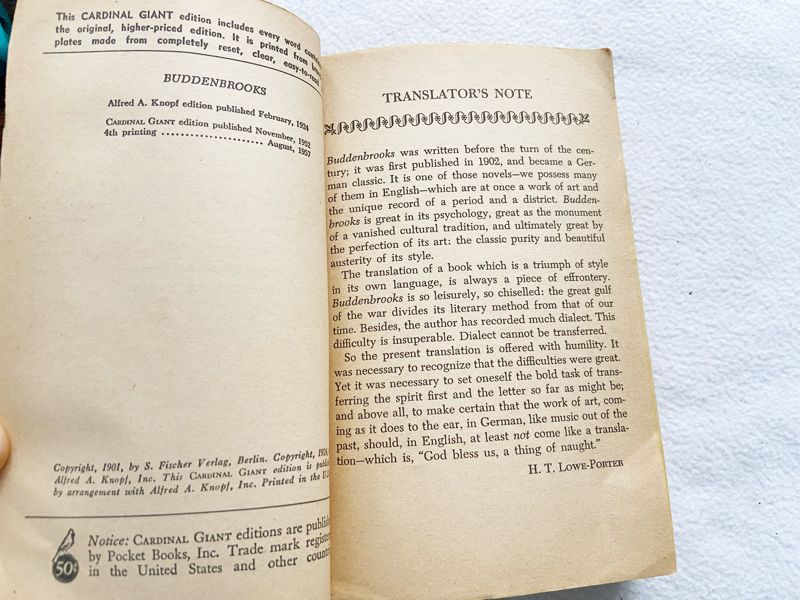 This CARDINAL GIANT edition includes every word
the original, higher-priced edition. It is printed from
plates made from completely reset, clear,
BUDDENBROOKS
Alfred A. Knopf edition published February, 1924
CARDINAL GIANT edition published November, 1952
4th printing ..................... August, 1957
Copyright, 1901, by S. Fischer Verlag, Berlin. Copyright,
Alfred A. Knopf, Inc. This CARDINAL GIANT edition is
by arrangement with Alfred A. Knopf, Inc. Printed in the
Notice: CARDINAL GIANT editions are
by Pocket Books, Inc. Trade mark
in the United States and other
50¢
TRANSLATOR'S NOTE
Buddenbrooks was written before the turn of the cen-
tury; it was first published in 1902, and became a Ger-
man classic. It is one of those novels—we possess many
of them in English—which are at once a work of art and
the unique record of a period and a district. Budden-
brooks is great in its psychology, great as the monument
of a vanished cultural tradition, and ultimately great by
the perfection of its art: the classic purity and beautiful
austerity of its style.
The translation of a book which is a triumph of style
in its own language, is always a piece of effrontery.
Buddenbrooks is so leisurely, so chiselled: the great gulf
of the war divides its literary method from that of our
time. Besides, the author has recorded much dialect. This
difficulty is insuperable. Dialect cannot be transferred.
So the present translation is offered with humility. It
was necessary to recognize that the difficulties were great.
Yet it was necessary to set oneself the bold task of trans-
ferring the spirit first and the letter so far as might be;
and above all, to make certain that the work of art, com-
ing as it does to the ear, in German, like music out of the
past, should, in English, at least not come like a transla-
tion—which is, "God bless us, a thing of naught."
H. T. LOWE-PORTER